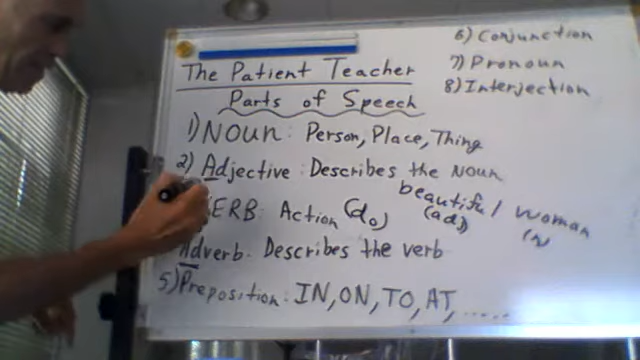 The Patient Teacher
Parts of Speech
1) NOUN: Person, Place, Thing
2) Adjective: Describes the NOUN
beautiful woman
(adj) (N
ERB: Action (do)
Adverb. Describes the verb
5) Preposition: IN, ON, TO, AT, .....
6) Conjunction
7) Pronoun
8) Interjection